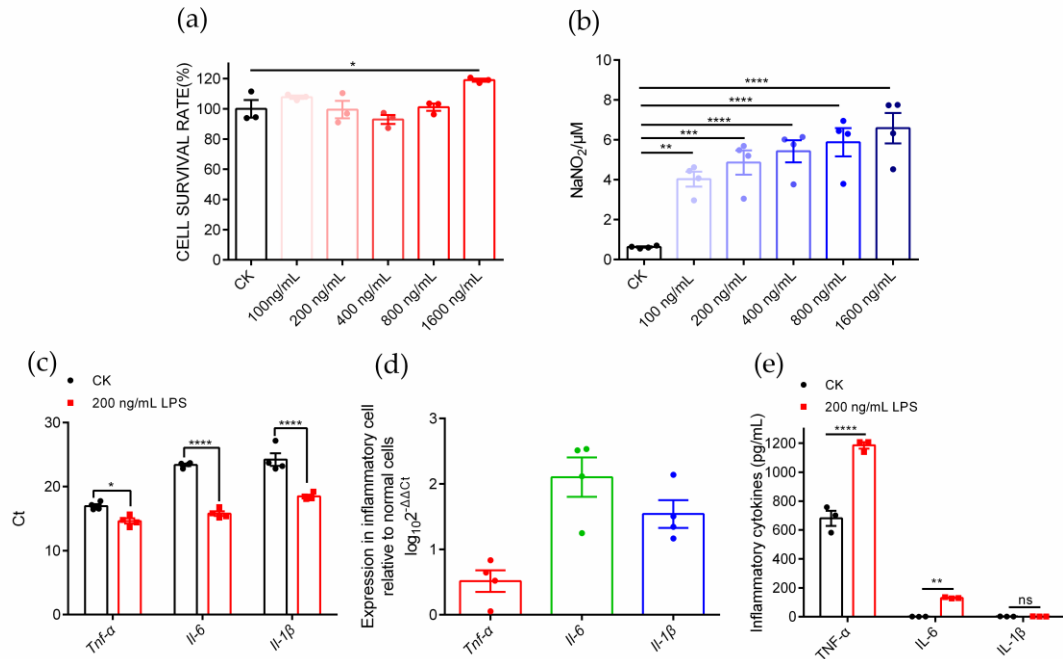 (a)
CELL SURVIVAL RATE(%)
120
100
80
60
40
20
0
*
CK
100ng/mL
200 ng/mL
400 ng/mL
800 ng/mL
1600 ng/mL
(b)
NaNO₂/μM
10
8
6
4
2
0
****
****
****
***
**
CK
100 ng/mL
200 ng/mL
400 ng/mL
800 ng/mL
1600 ng/mL
(c)
CK
200 ng/mL LPS
Ct
30
20
10
0
*
****
****
Tnf-α
Il-6
Il-1β
(d)
Expression in inflammatory cell
relative to normal cells
log₁₀2^-ΔΔCt
3
2
1
0
Tnf-α
Il-6
Il-1β
(e)
CK
200 ng/mL LPS
Inflammatory cytokines (pg/mL)
1200
1000
800
600
400
200
0
****
**
ns
TNF-α
IL-6
IL-1β